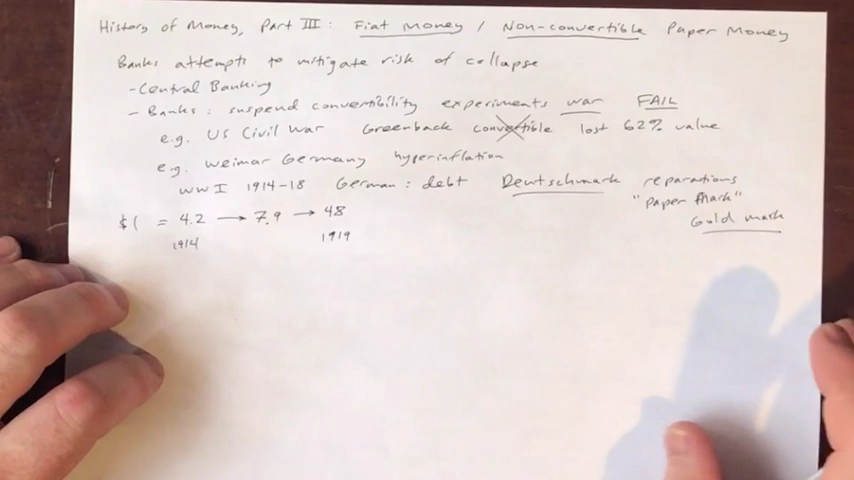 History of Money, Part III: Fiat Money / Non-convertible Paper Money
Banks attempts to mitigate risk of collapse
- Central Banking
- Banks: suspend convertibility experiments war FAIL
e.g. US Civil War Greenback convertible lost 62% value
e.g. Weimar Germany hyperinflation
WWI 1914-18 German: debt Deutschmark reparations
"Paper Mark"
Gold mark
$1 = 4.2 → 7.9 → 48
1914 1919